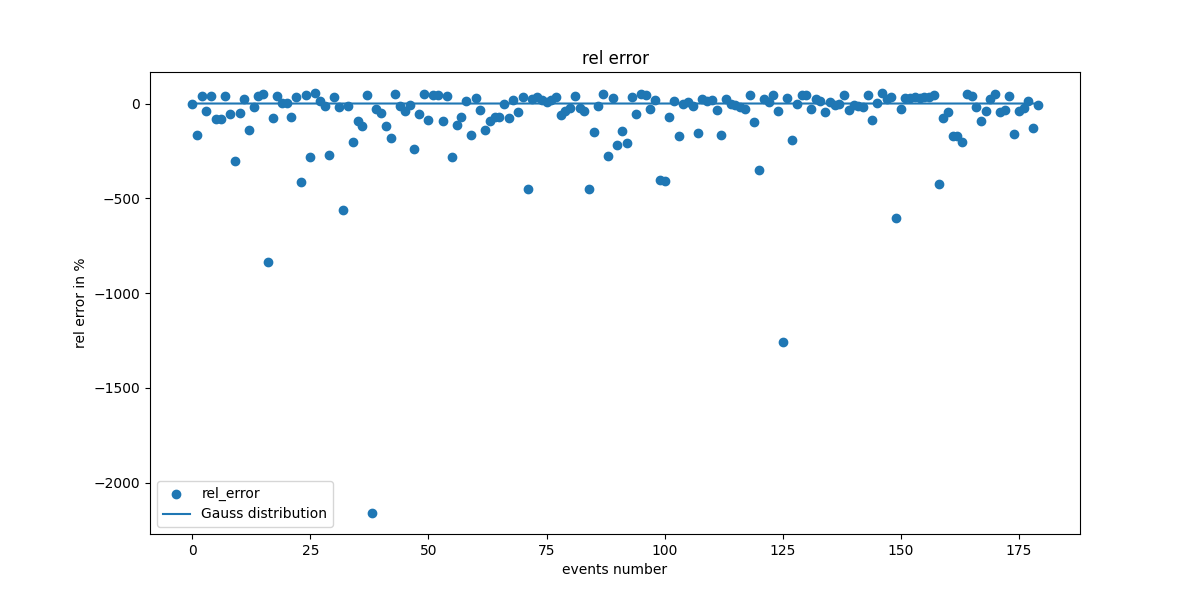 rel error
0
−500
−1000
−1500
−2000
rel error in %
rel_error
Gauss distribution
0
25
50
75
100
125
150
175
events number